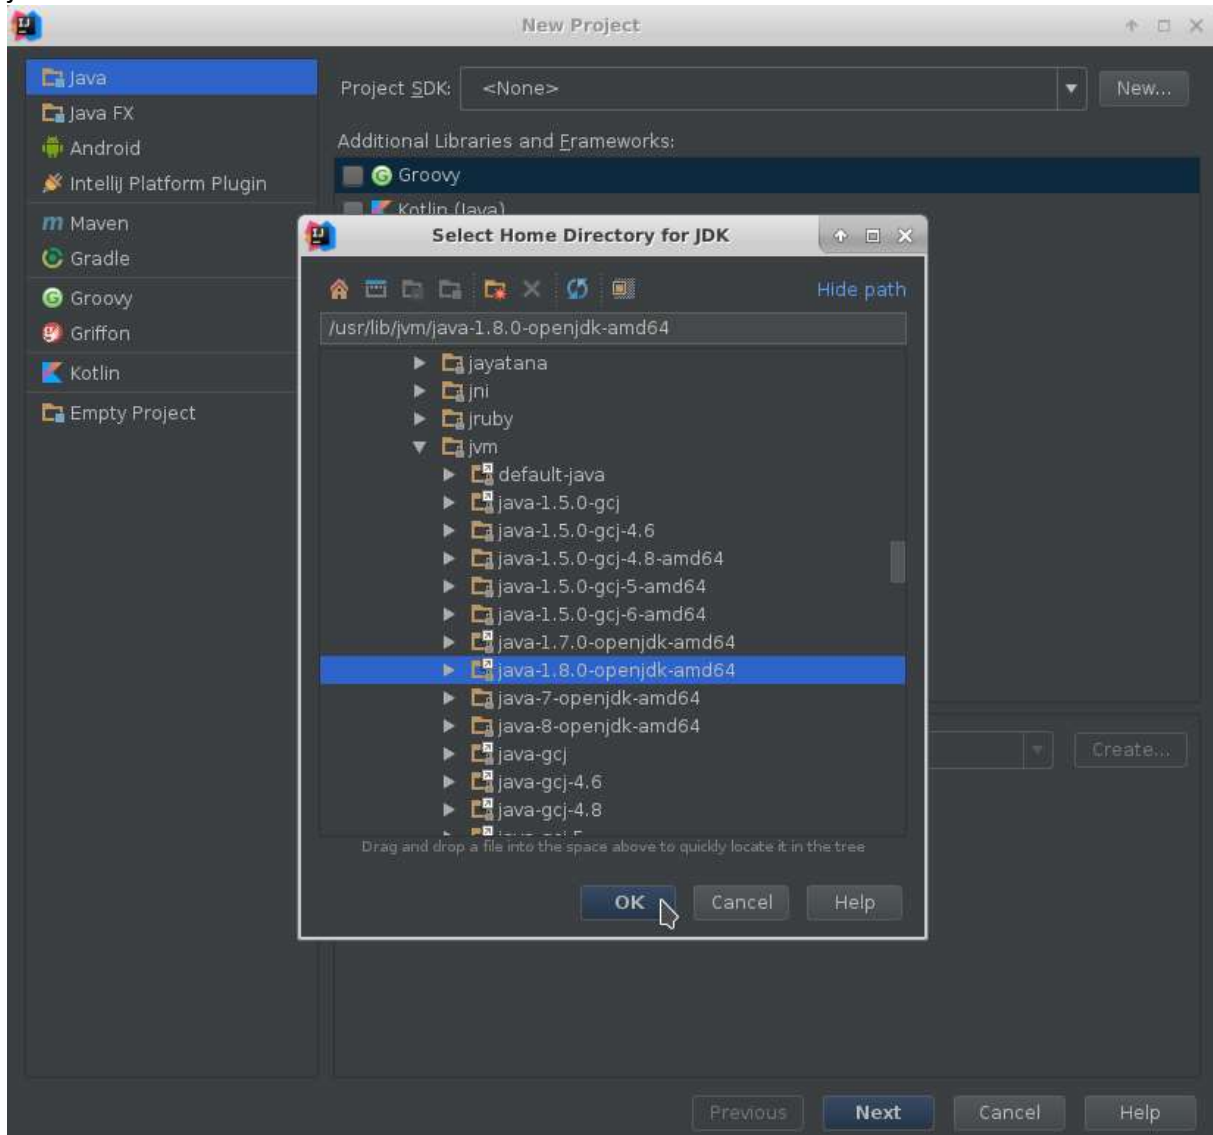 New Project
Java
Java FX
Android
Intellij Platform Plugin
Maven
Gradle
Groovy
Griffon
Kotlin
Empty Project
Project SDK: <None>
New...
Additional Libraries and Frameworks:
Groovy
Kotlin (Java)
Select Home Directory for JDK
Hide path
/usr/lib/jvm/java-1.8.0-openjdk-amd64
jayatana
jni
jruby
jvm
default-java
java-1.5.0-gcj
java-1.5.0-gcj-4.6
java-1.5.0-gcj-4.8-amd64
java-1.5.0-gcj-5-amd64
java-1.5.0-gcj-6-amd64
java-1.7.0-openjdk-amd64
java-1.8.0-openjdk-amd64
java-7-openjdk-amd64
java-8-openjdk-amd64
java-gcj
java-gcj-4.6
java-gcj-4.8
Drag and drop a file into the space above to quickly locate it in the tree
OK Cancel Help
Create...
Previous Next Cancel Help